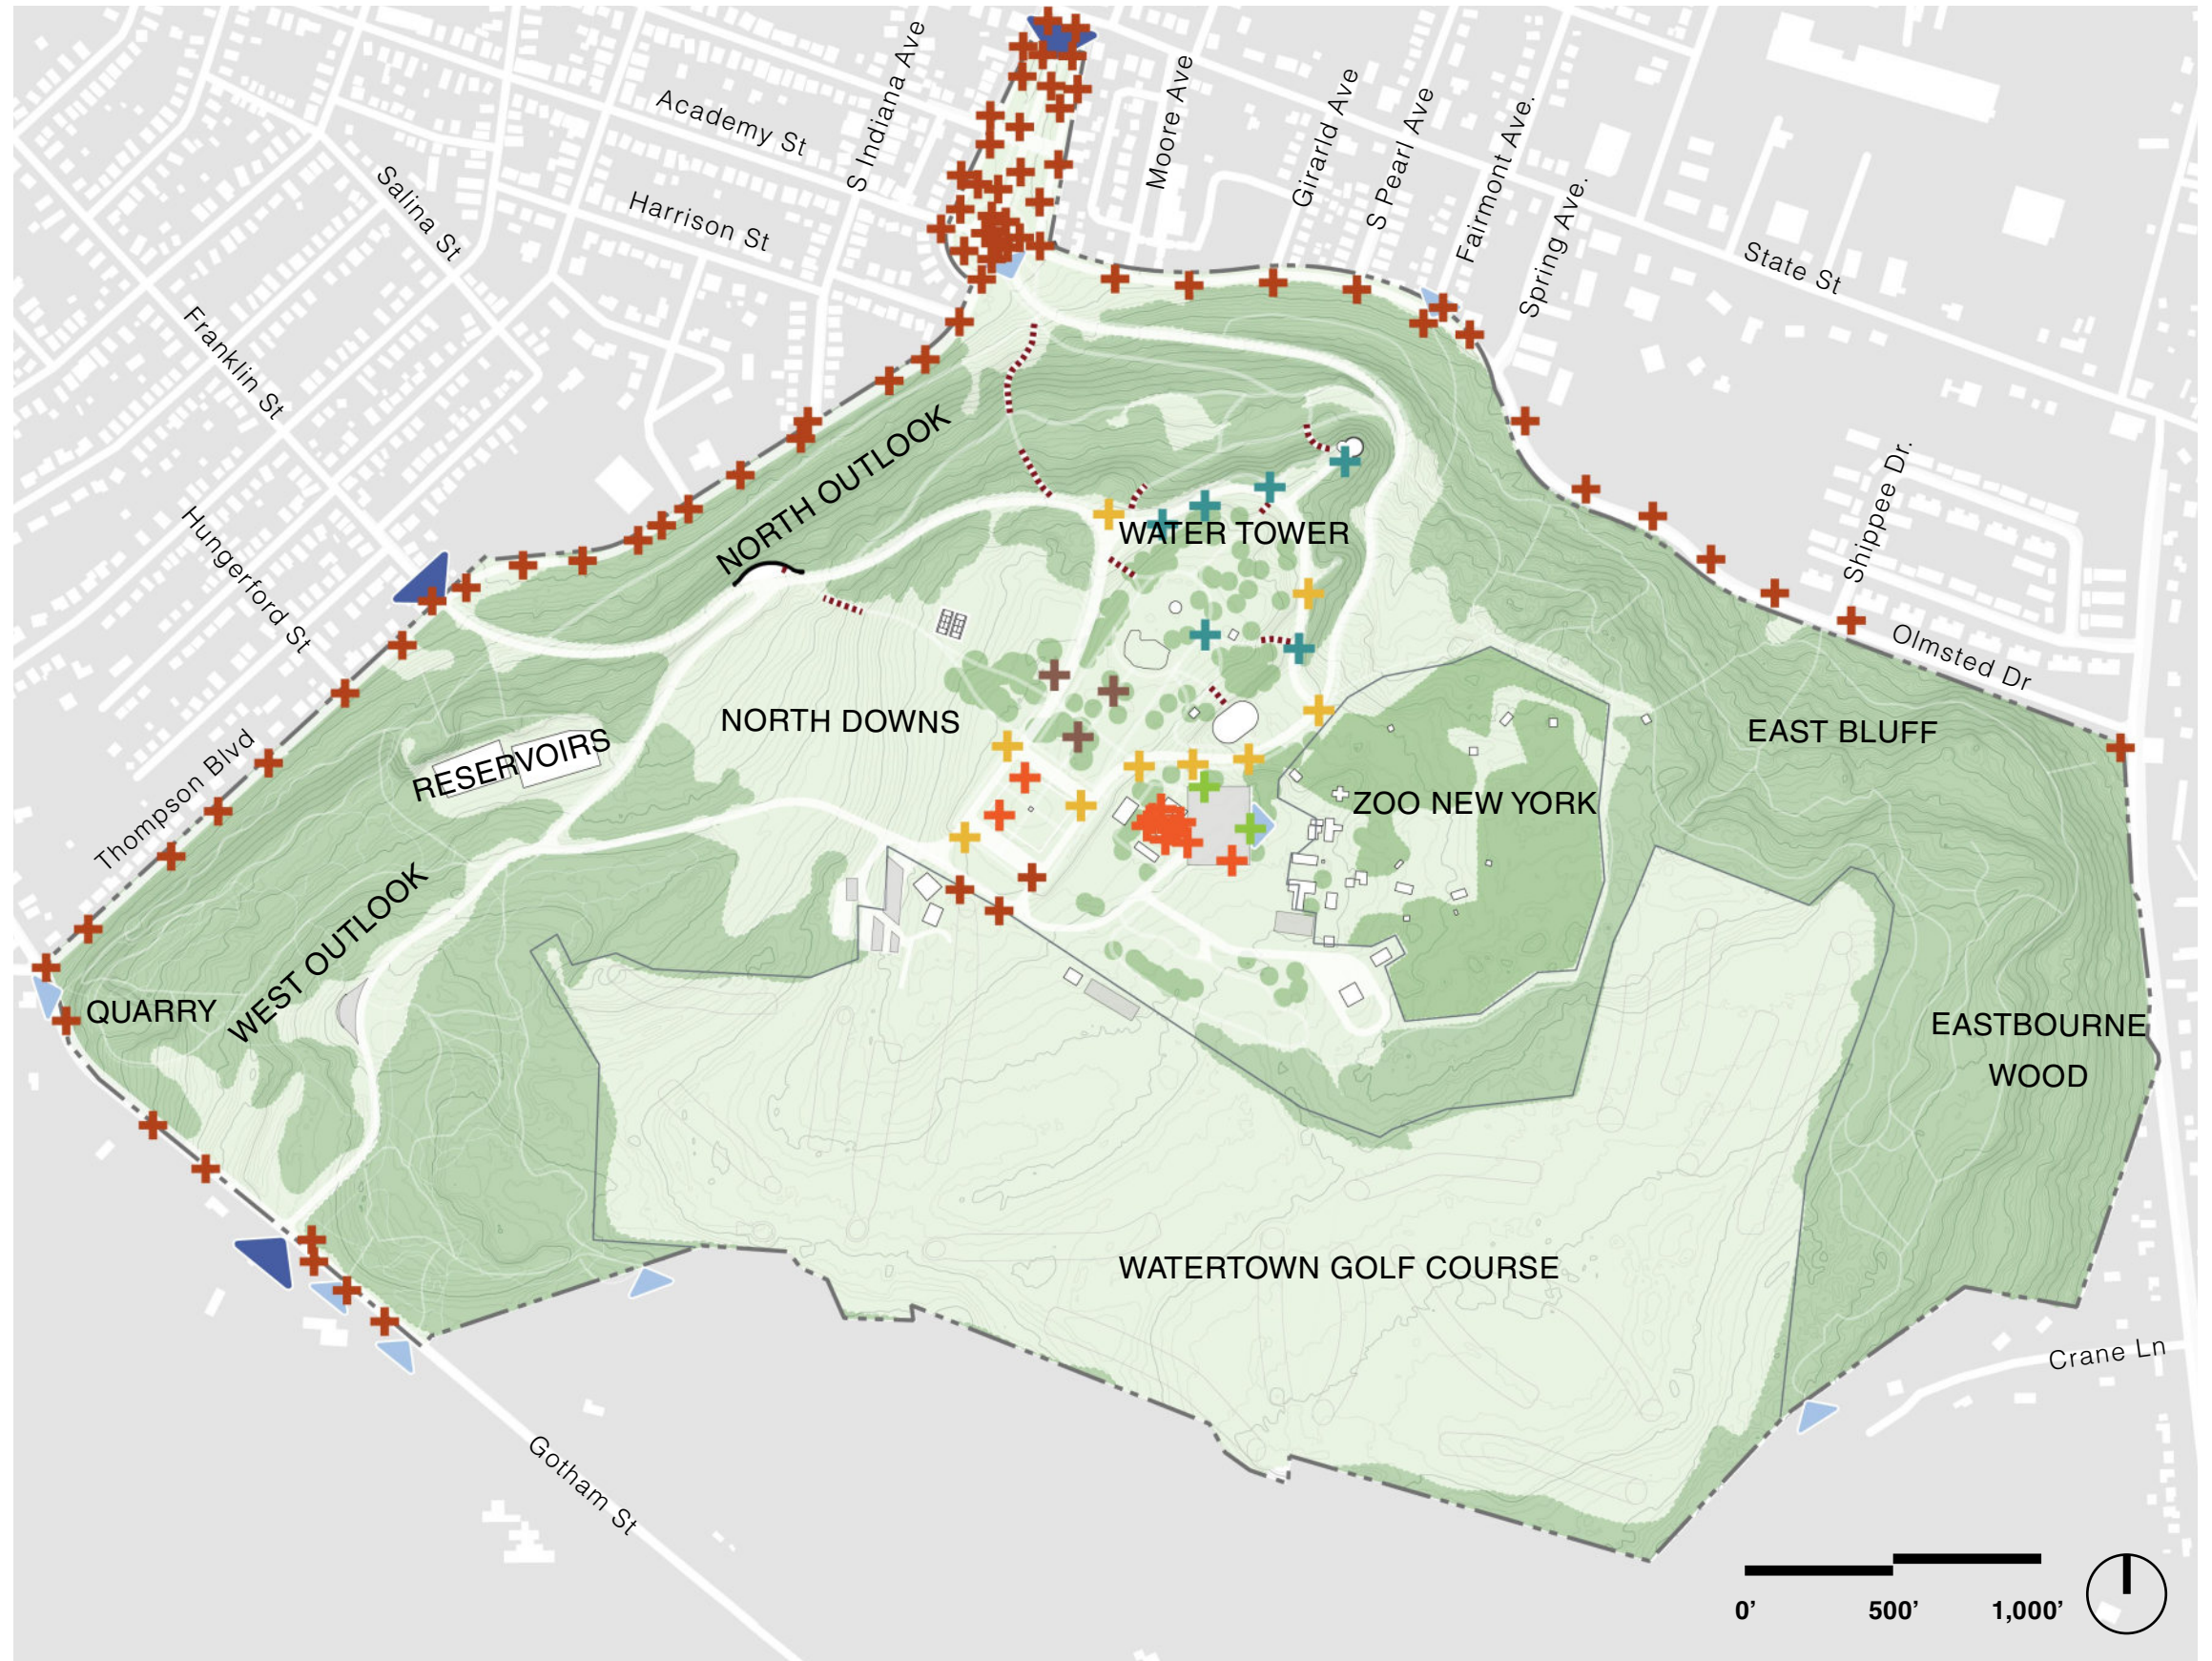 S Indiana Ave
Moore Ave
Girarld Ave
S Pearl Ave
Fairmont Ave.
Spring Ave.
Academy St
Salina St
Harrison St
State St
Franklin St
Hungerford St
Shippee Dr.
NORTH OUTLOOK
WATER TOWER
Olmsted Dr
NORTH DOWNS
EAST BLUFF
RESERVOIRS
Thompson Blvd
ZOO NEW YORK
WEST OUTLOOK
QUARRY
EASTBOURNE
WOOD
WATERTOWN GOLF COURSE
Crane Ln
Gotham St
0’ 500’ 1,000’